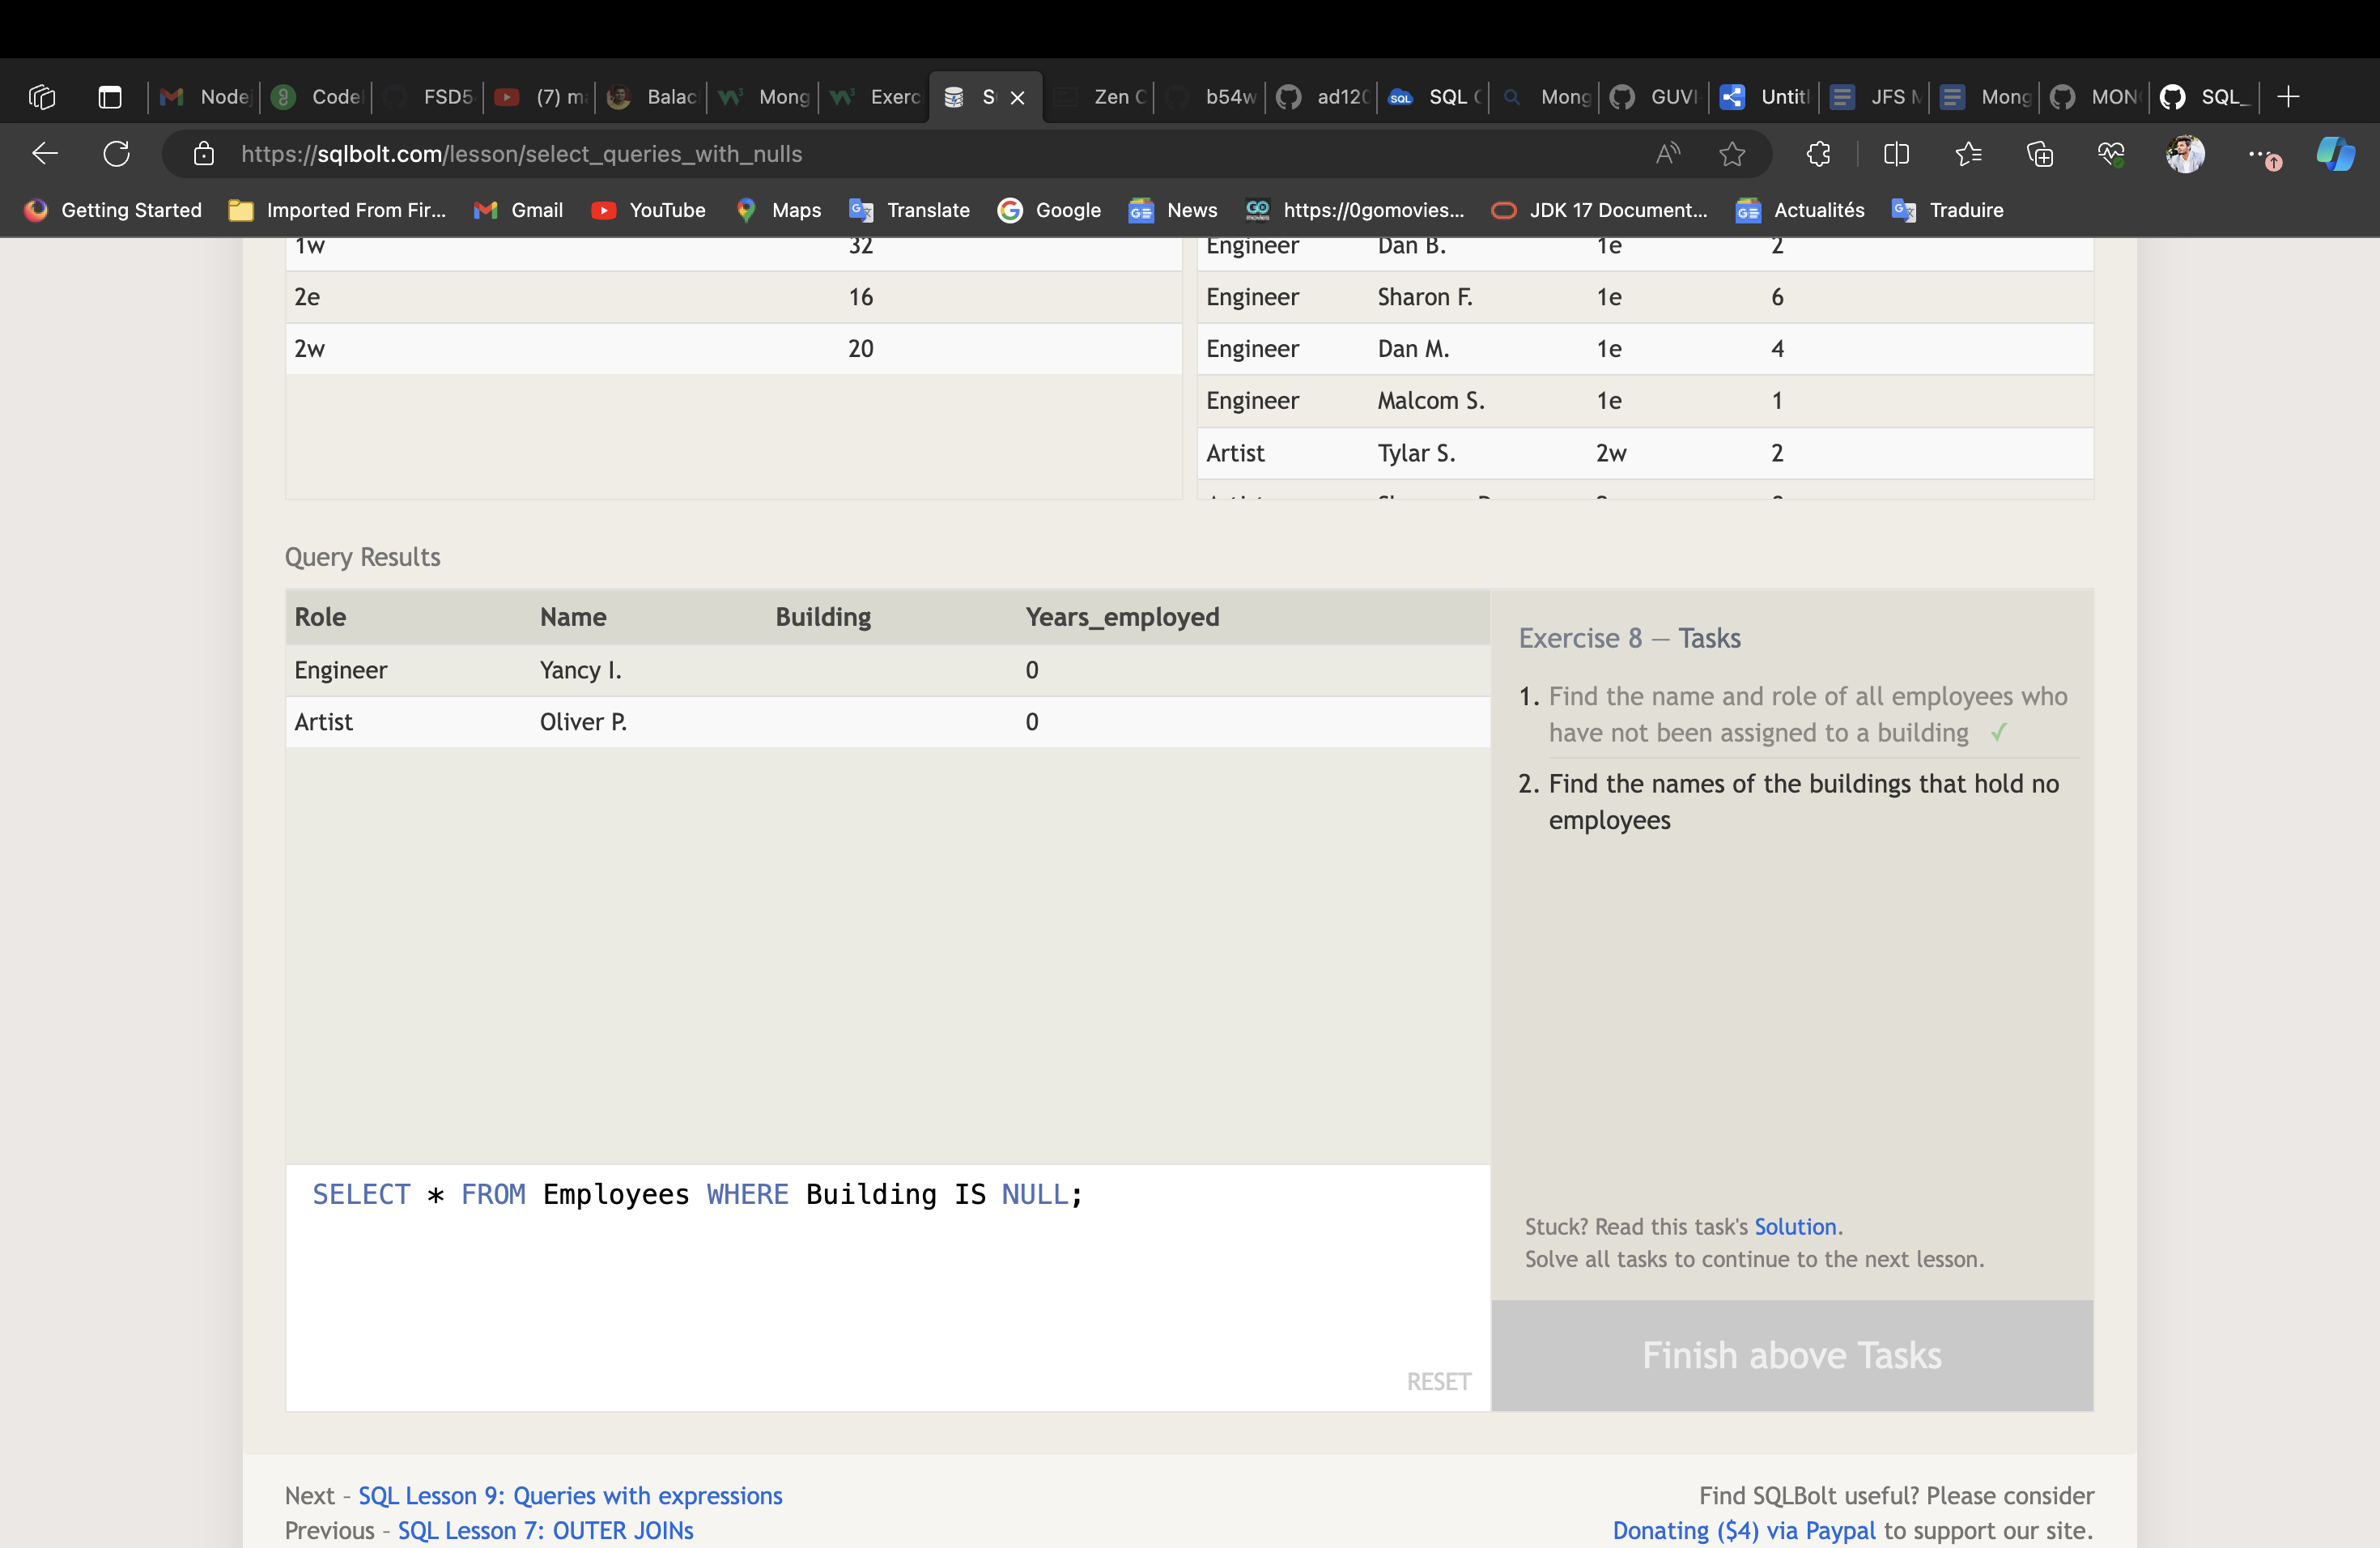 Node
Code
FSD5
(7) m
Balac
Mong
Exerc
S
Zen C
b54w
ad12
SQL
Mong
GUVI
Untit
JFS
Mong
MON
SQL_
https://sqlbolt.com/lesson/select_queries_with_nulls
Getting Started
Imported From Fir...
Gmail
YouTube
Maps
Translate
Google
News
https://0gomovies...
JDK 17 Document...
Actualités
Traduire
1w 32
2e 16
2w 20
Engineer Dan B. 1e 2
Engineer Sharon F. 1e 6
Engineer Dan M. 1e 4
Engineer Malcom S. 1e 1
Artist Tylar S. 2w 2
Query Results
Role Name Building Years_employed
Engineer Yancy I. 0
Artist Oliver P. 0
SELECT * FROM Employees WHERE Building IS NULL;
RESET
Exercise 8 — Tasks
1. Find the name and role of all employees who
have not been assigned to a building ✓
2. Find the names of the buildings that hold no
employees
Stuck? Read this task's Solution.
Solve all tasks to continue to the next lesson.
Finish above Tasks
Next – SQL Lesson 9: Queries with expressions
Previous – SQL Lesson 7: OUTER JOINs
Find SQLBolt useful? Please consider
Donating ($4) via Paypal to support our site.